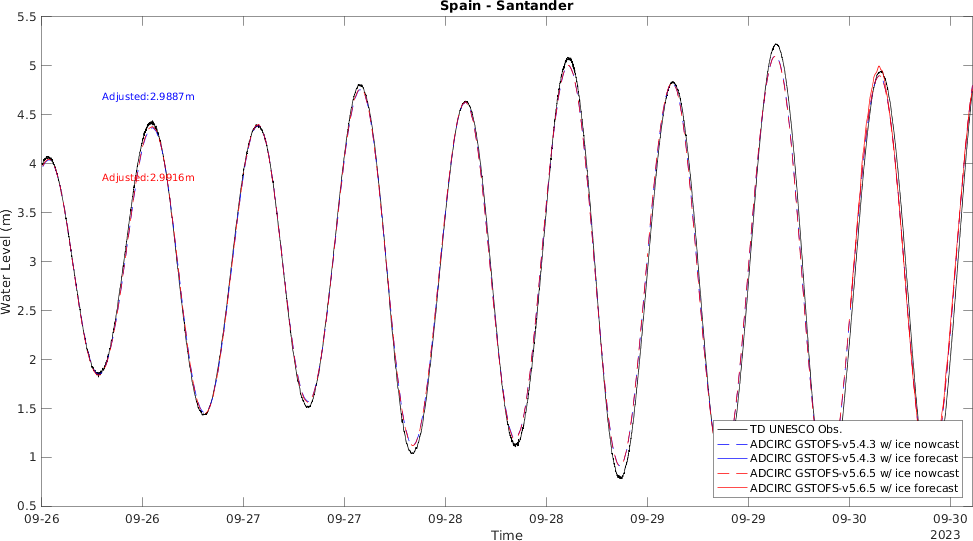 Spain - Santander
5.5
5
4.5
4
3.5
3
2.5
2
1.5
1
0.5
Water Level (m)
Adjusted:2.9887m
Adjusted:2.9916m
TD UNESCO Obs.
ADCIRC GSTOFS-v5.4.3 w/ ice nowcast
ADCIRC GSTOFS-v5.4.3 w/ ice forecast
ADCIRC GSTOFS-v5.6.5 w/ ice nowcast
ADCIRC GSTOFS-v5.6.5 w/ ice forecast
09-26 09-26 09-27 09-27 09-28 09-28 09-29 09-29 09-30 09-30
Time
2023